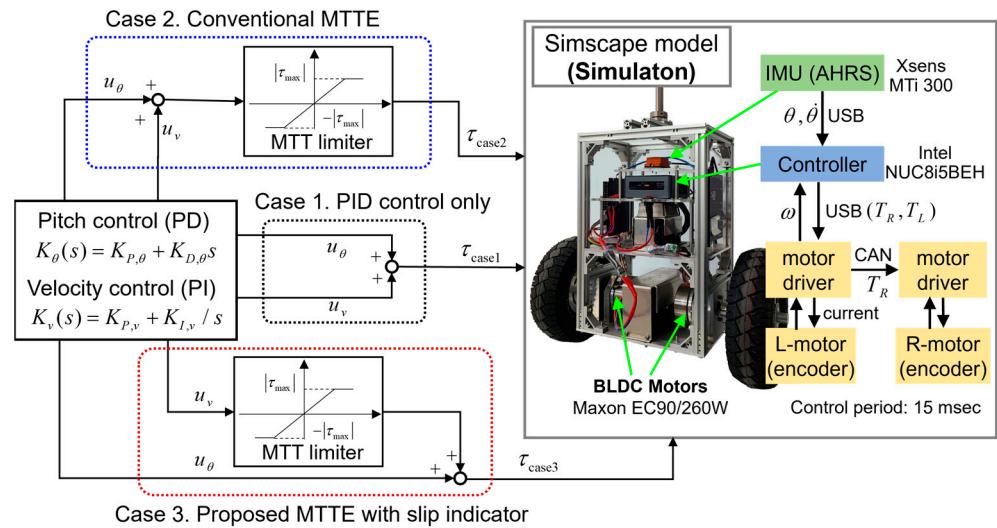 Case 2. Conventional MTTE
u_θ
+
+
u_v
|τ_max|
−|τ_max|
MTT limiter
τ_case2
Pitch control (PD)
K_θ(s) = K_{P,θ} + K_{D,θ}s
Velocity control (PI)
K_v(s) = K_{P,v} + K_{I,v} / s
Case 1. PID control only
u_θ
+
+
u_v
τ_case1
u_v
|τ_max|
−|τ_max|
MTT limiter
u_θ
+
+
τ_case3
Case 3. Proposed MTTE with slip indicator
Simscape model
(Simulaton)
IMU (AHRS)
Xsens
MTi 300
θ, θ̇
USB
Controller
Intel
NUC8i5BEH
ω
USB (T_R, T_L)
motor
driver
CAN
T_R
motor
driver
current
L-motor
(encoder)
R-motor
(encoder)
BLDC Motors
Maxon EC90/260W
Control period: 15 msec